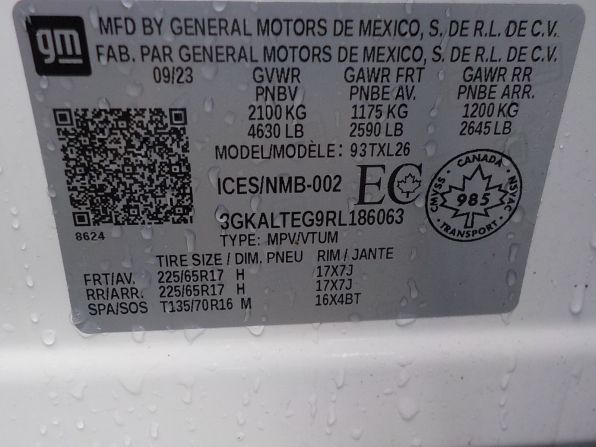 gm
MFD BY GENERAL MOTORS DE MEXICO, S. DE R.L. DE C.V.
FAB. PAR GENERAL MOTORS DE MEXICO, S. DE R.L. DE C.V.
09/23 GVWR GAWR FRT GAWR RR
PNBV PNBE AV. PNBE ARR.
2100 KG 1175 KG 1200 KG
4630 LB 2590 LB 2645 LB
MODEL/MODÈLE: 93TXL26
ICES/NMB-002 EC
CANADA
CMVSS 985 NSVAC
TRANSPORT
3GKALTEG9RL186063
8624
TYPE: MPV/VTUM
TIRE SIZE / DIM. PNEU RIM / JANTE
FRT/AV. 225/65R17 H 17X7J
RR/ARR. 225/65R17 H 17X7J
SPA/SOS T135/70R16 M 16X4BT